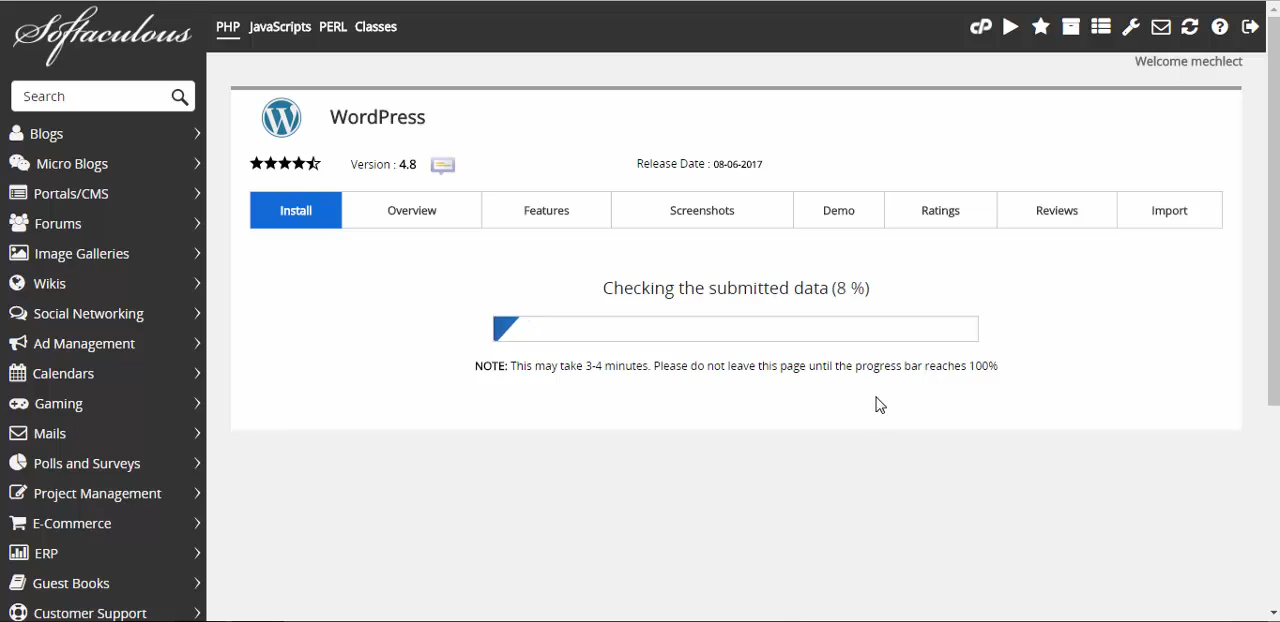 Softaculous
PHP JavaScripts PERL Classes
cP
Welcome mechlect
Search
Blogs
Micro Blogs
Portals/CMS
Forums
Image Galleries
Wikis
Social Networking
Ad Management
Calendars
Gaming
Mails
Polls and Surveys
Project Management
E-Commerce
ERP
Guest Books
Customer Support
WordPress
Version : 4.8
Release Date : 08-06-2017
Install Overview Features Screenshots Demo Ratings Reviews Import
Checking the submitted data (8 %)
NOTE: This may take 3-4 minutes. Please do not leave this page until the progress bar reaches 100%